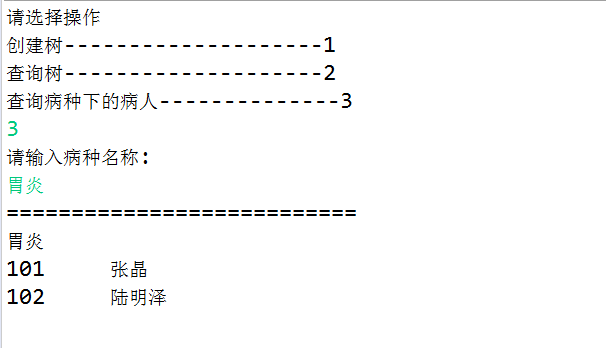 请选择操作
创建树--------------------1
查询树--------------------2
查询病种下的病人--------------3
3
请输入病种名称:
胃炎
===========================
胃炎
101     张晶
102     陆明泽